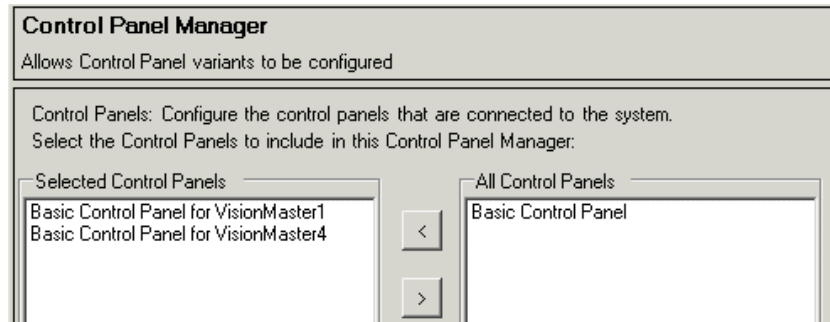 Control Panel Manager
Allows Control Panel variants to be configured
Control Panels: Configure the control panels that are connected to the system.
Select the Control Panels to include in this Control Panel Manager:
Selected Control Panels
All Control Panels
Basic Control Panel for VisionMaster1
Basic Control Panel
Basic Control Panel for VisionMaster4
<
>